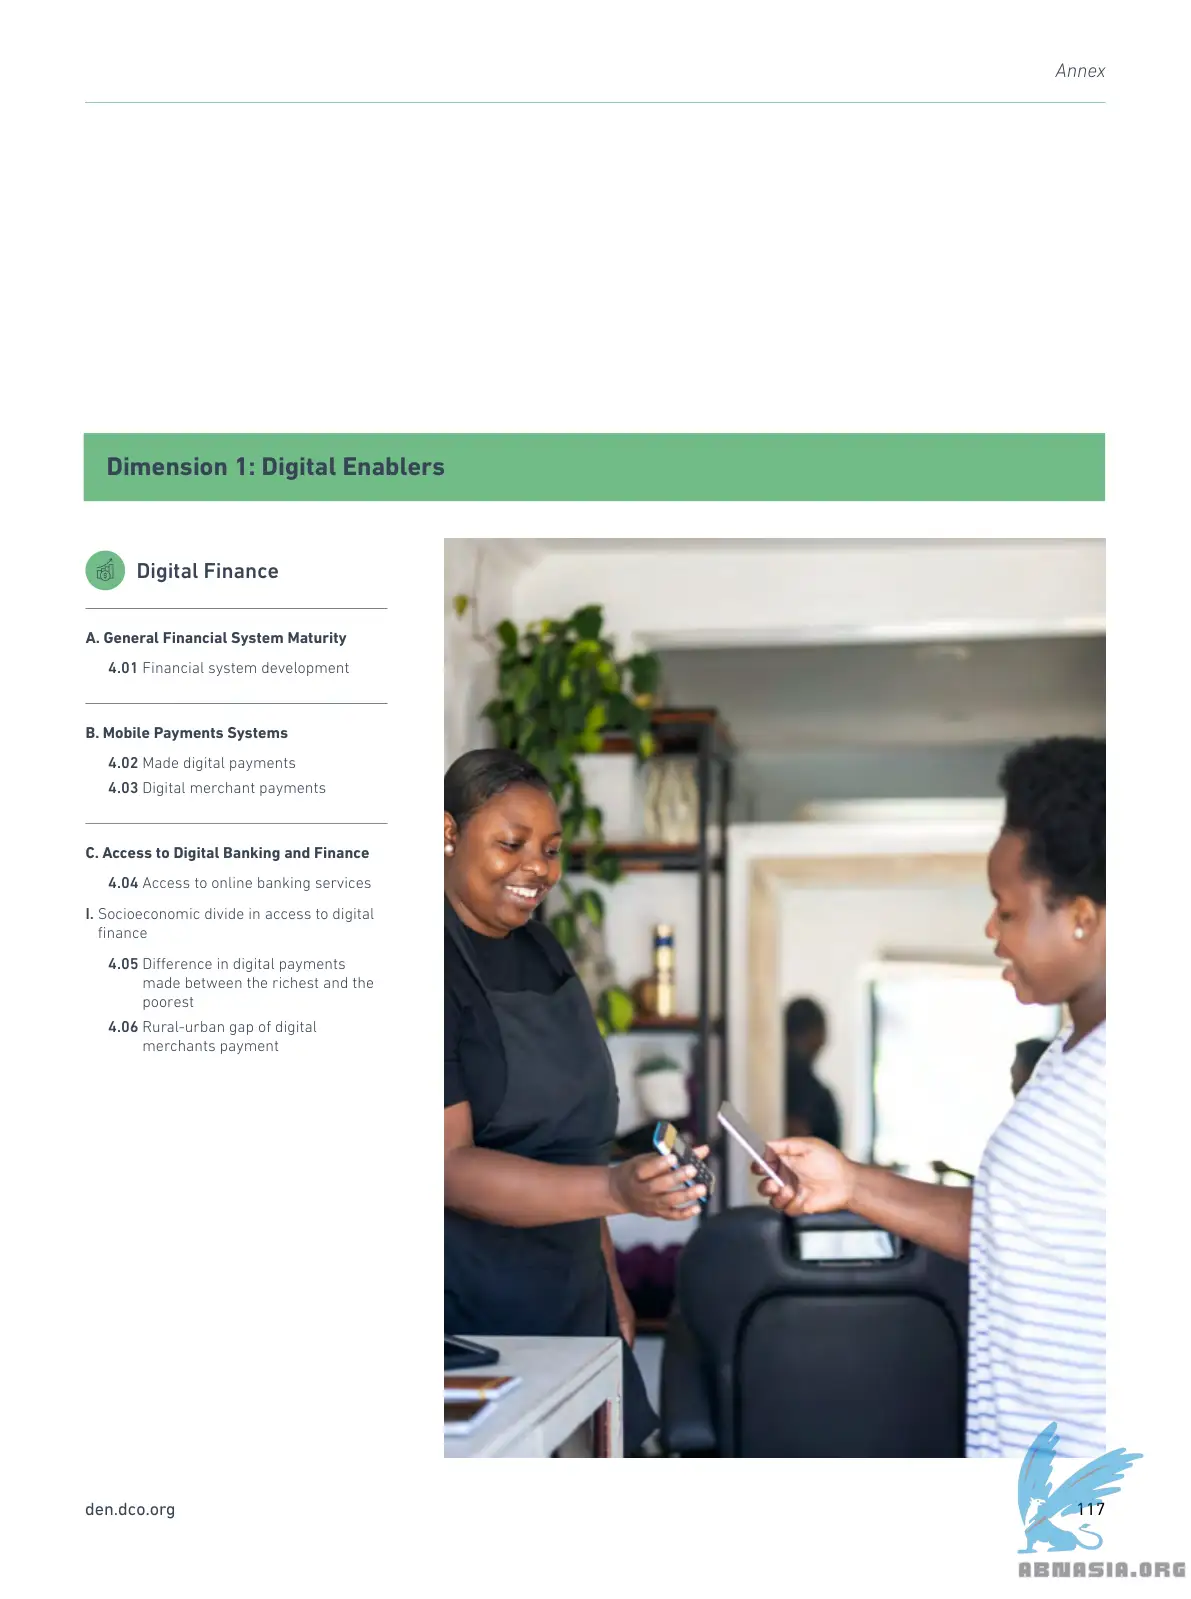 Annex
Dimension 1: Digital Enablers
Digital Finance
A. General Financial System Maturity
4.01 Financial system development
B. Mobile Payments Systems
4.02 Made digital payments
4.03 Digital merchant payments
C. Access to Digital Banking and Finance
4.04 Access to online banking services
I. Socioeconomic divide in access to digital
finance
4.05 Difference in digital payments
made between the richest and the
poorest
4.06 Rural-urban gap of digital
merchants payment
den.dco.org
117
ABNASIA.ORG